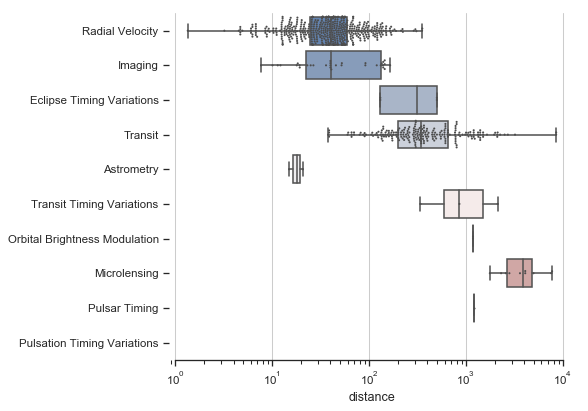 Radial Velocity
Imaging
Eclipse Timing Variations
Transit
Astrometry
Transit Timing Variations
Orbital Brightness Modulation
Microlensing
Pulsar Timing
Pulsation Timing Variations
10⁰ 10¹ 10² 10³ 10⁴
distance